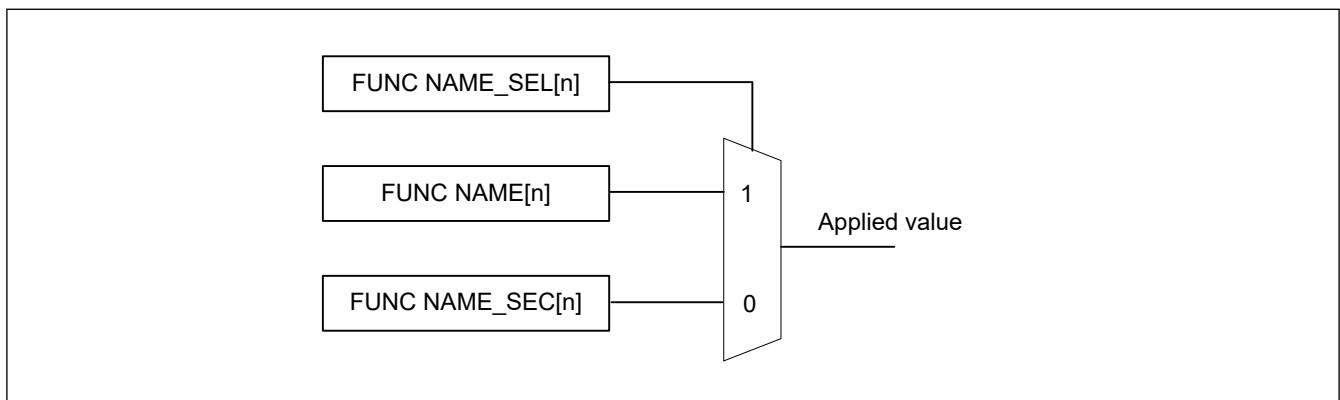 FUNC NAME_SEL[n]
FUNC NAME[n]
1
Applied value
FUNC NAME_SEC[n]
0